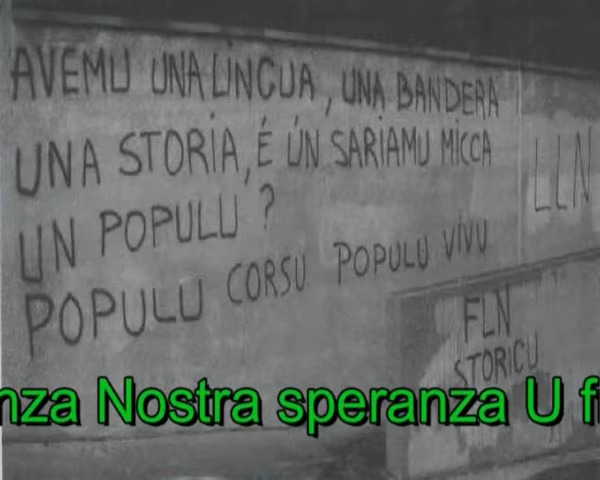 AVEMU UNA LINGUA, UNA BANDERA
UNA STORIA, É ÙN SARIAMU MICCA
UN POPULU ?
POPULU CORSU POPULU VIVU
LLN
FLN
STORICU
nza Nostra speranza U f